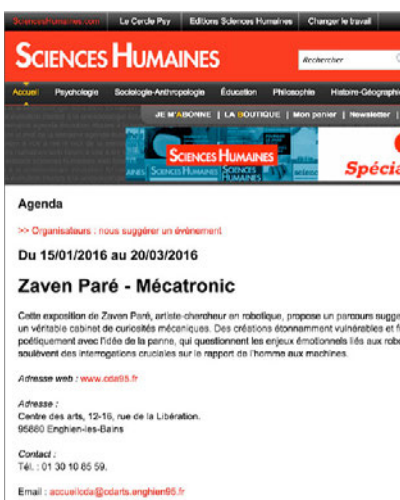 SciencesHumaines.com Le Cercle Psy Editions Sciences Humaines Changer le travail
SCIENCES HUMAINES
Rechercher
Accueil Psychologie Sociologie-Anthropologie Éducation Philosophie Histoire-Géographie
JE M'ABONNE | LA BOUTIQUE | Mon panier | Newsletter |
SCIENCES HUMAINES
SCIENCES HUMAINES
Spécia
Agenda
>> Organisateurs : nous suggérer un évènement
Du 15/01/2016 au 20/03/2016
Zaven Paré - Mécatronic
Cette exposition de Zaven Paré, artiste-chercheur en robotique, propose un parcours sugge
un véritable cabinet de curiosités mécaniques. Des créations étonnamment vulnérables et f
poétiquement avec l'idée de la panne, qui questionnent les enjeux émotionnels liés aux robo
soulèvent des interrogations cruciales sur le rapport de l'homme aux machines.
Adresse web : www.cda95.fr
Adresse :
Centre des arts, 12-16, rue de la Libération.
95880 Enghien-les-Bains
Contact :
Tél. : 01 30 10 85 59.
Email : accueilcda@cdarts.enghien95.fr